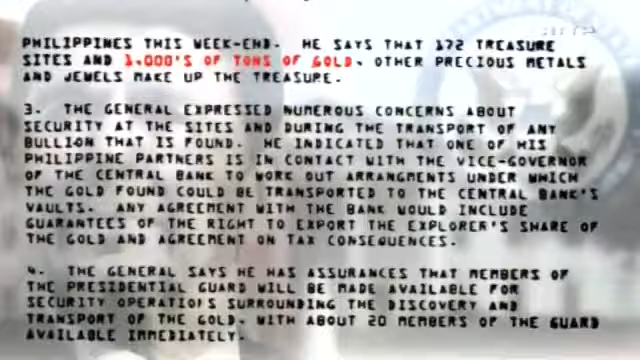 PHILIPPINES THIS WEEK-END. HE SAYS THAT 172 TREASURE
SITES AND 1,000'S OF TONS OF GOLD, OTHER PRECIOUS METALS
AND JEWELS MAKE UP THE TREASURE.
3. THE GENERAL EXPRESSED NUMEROUS CONCERNS ABOUT
SECURITY AT THE SITES AND DURING THE TRANSPORT OF ANY
BULLION THAT IS FOUND. HE INDICATED THAT ONE OF HIS
PHILIPPINE PARTNERS IS IN CONTACT WITH THE VICE-GOVERNOR
OF THE CENTRAL BANK TO WORK OUT ARRANGMENTS UNDER WHICH
THE GOLD FOUND COULD BE TRANSPORTED TO THE CENTRAL BANK'S
VAULTS. ANY AGREEMENT WITH THE BANK WOULD INCLUDE
GUARANTEES OF THE RIGHT TO EXPORT THE EXPLORER'S SHARE OF
THE GOLD AND AGREEMENT ON TAX CONSEQUENCES.
4. THE GENERAL SAYS HE HAS ASSURANCES THAT MEMBERS OF
THE PRESIDENTIAL GUARD WILL BE MADE AVAILABLE FOR
SECURITY OPERATIONS SURROUNDING THE DISCOVERY AND
TRANSPORT OF THE GOLD, WITH ABOUT 20 MEMBERS OF THE GUARD
AVAILABLE IMMEDIATELY.